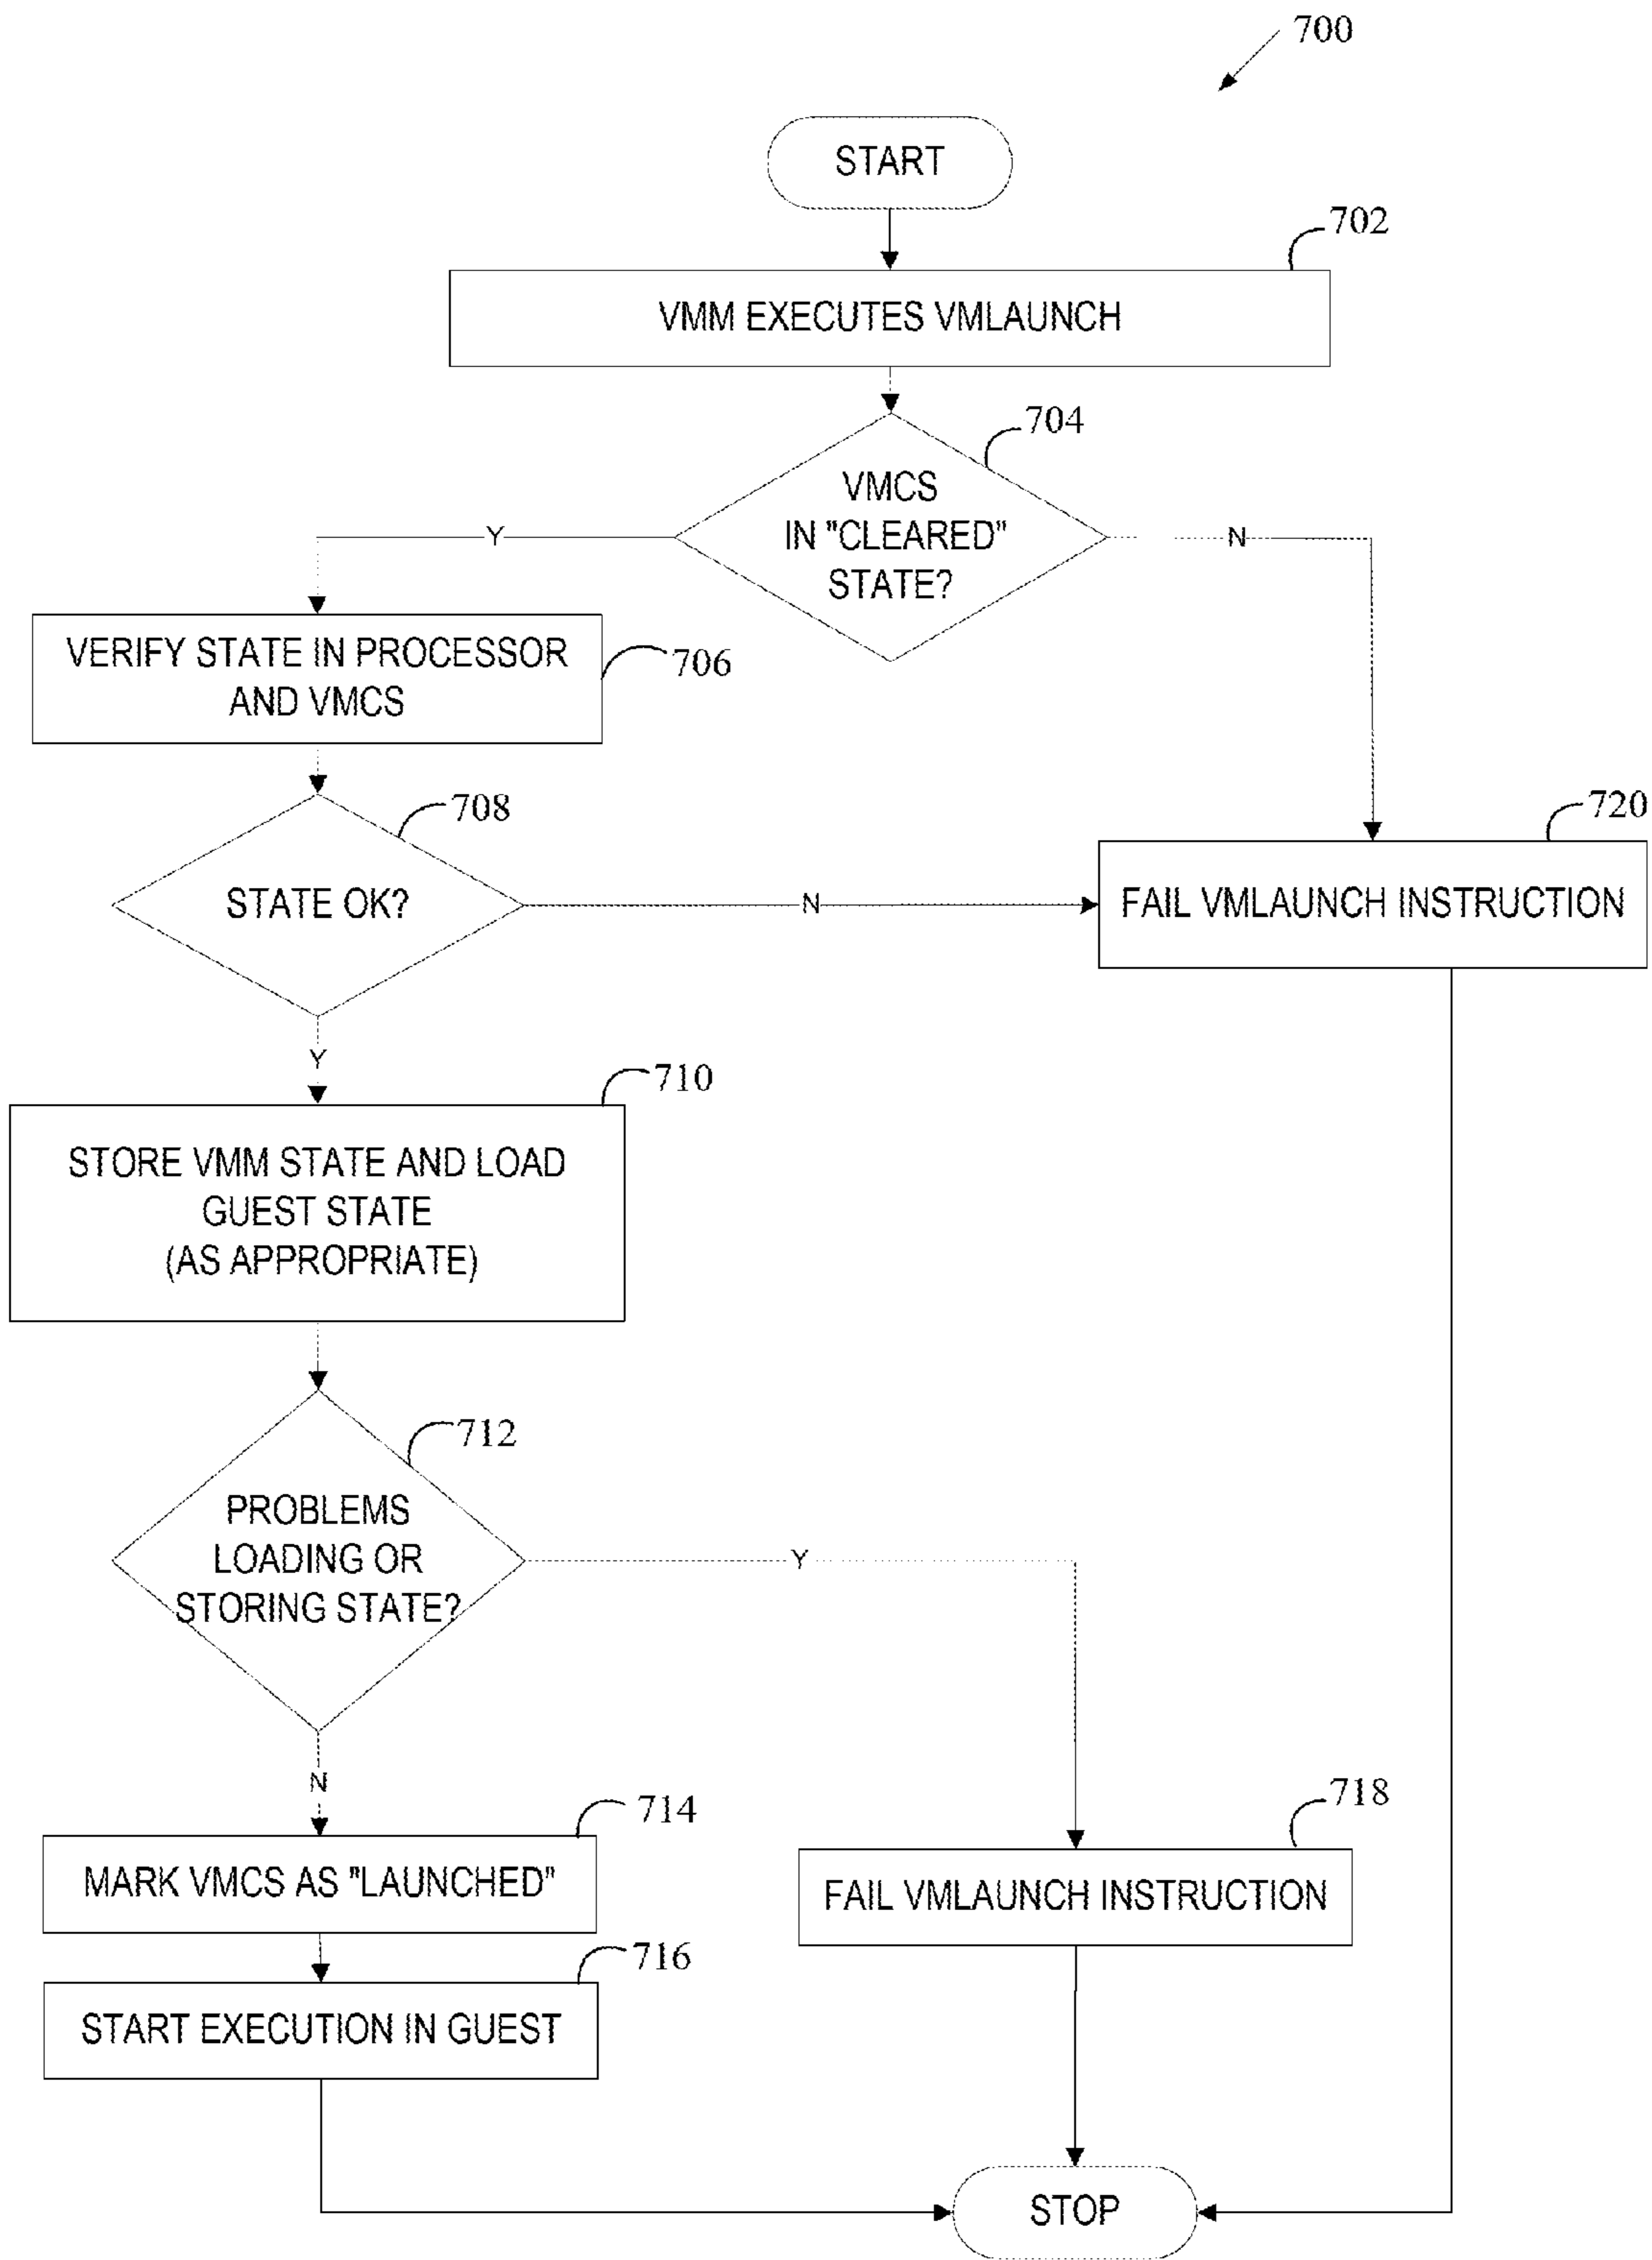 700
START
702
VMM EXECUTES VMLAUNCH
704
VMCS
IN "CLEARED"
STATE?
Y
N
VERIFY STATE IN PROCESSOR
AND VMCS
706
708
STATE OK?
N
720
FAIL VMLAUNCH INSTRUCTION
Y
710
STORE VMM STATE AND LOAD
GUEST STATE
(AS APPROPRIATE)
712
PROBLEMS
LOADING OR
STORING STATE?
Y
N
714
MARK VMCS AS "LAUNCHED"
718
FAIL VMLAUNCH INSTRUCTION
716
START EXECUTION IN GUEST
STOP